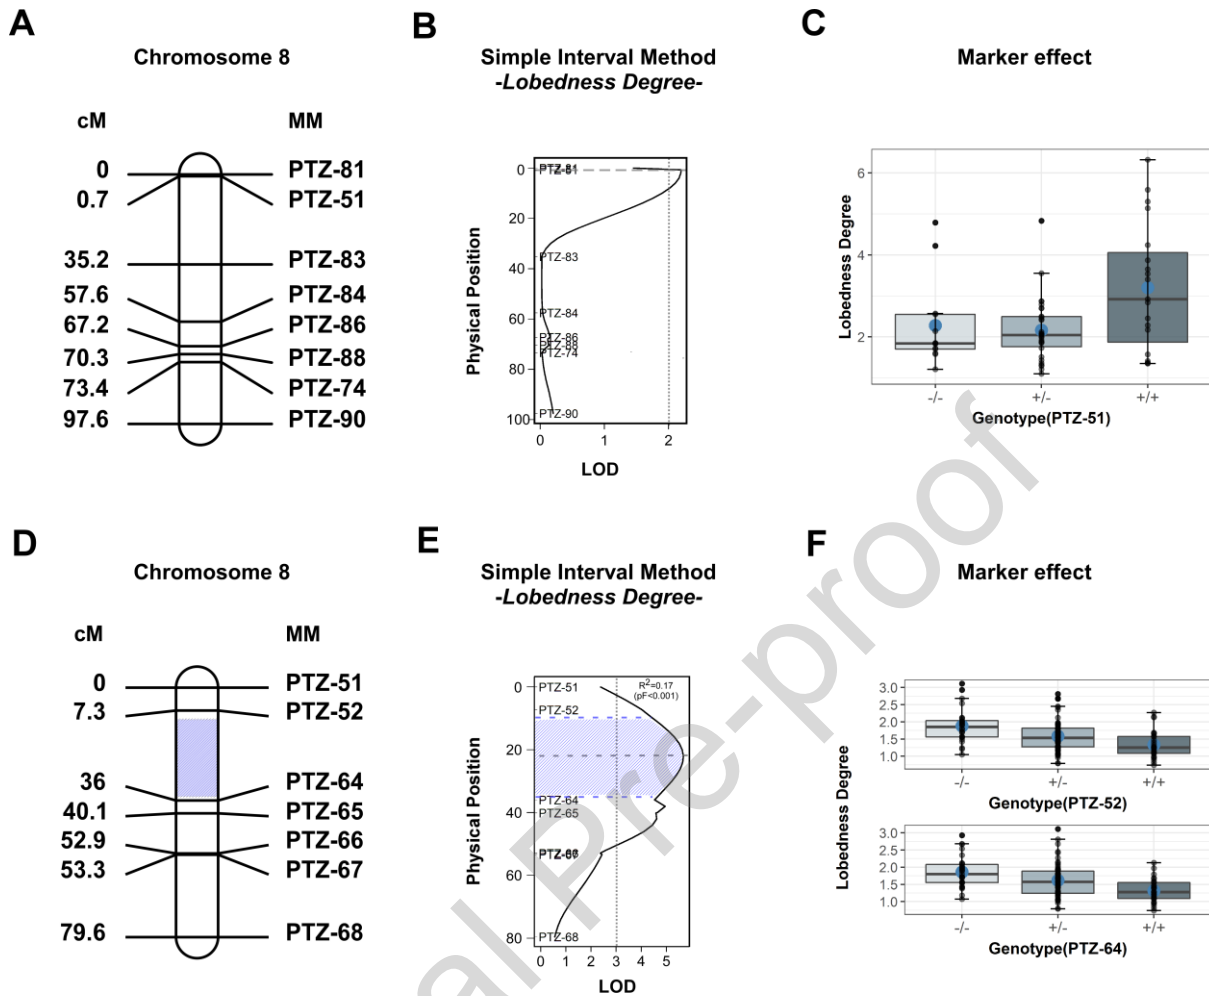 A
Chromosome 8
cM
MM
0
PTZ-81
0.7
PTZ-51
35.2
PTZ-83
57.6
PTZ-84
67.2
PTZ-86
70.3
PTZ-88
73.4
PTZ-74
97.6
PTZ-90
B
Simple Interval Method
-Lobedness Degree-
Physical Position
0
20
40
60
80
100
PTZ-83
PTZ-84
PTZ-86
PTZ-74
PTZ-90
0 1 2
LOD
C
Marker effect
Lobedness Degree
6
4
2
-/- +/- +/+
Genotype(PTZ-51)
D
Chromosome 8
cM
MM
0
PTZ-51
7.3
PTZ-52
36
PTZ-64
40.1
PTZ-65
52.9
PTZ-66
53.3
PTZ-67
79.6
PTZ-68
E
Simple Interval Method
-Lobedness Degree-
Physical Position
0
20
40
60
80
PTZ-51
R²=0.17
(pF<0.001)
PTZ-52
PTZ-64
PTZ-65
PTZ-68
0 1 2 3 4 5
LOD
F
Marker effect
Lobedness Degree
3.0
2.5
2.0
1.5
1.0
-/- +/- +/+
Genotype(PTZ-52)
3.0
2.5
2.0
1.5
1.0
-/- +/- +/+
Genotype(PTZ-64)
al Pre-proof